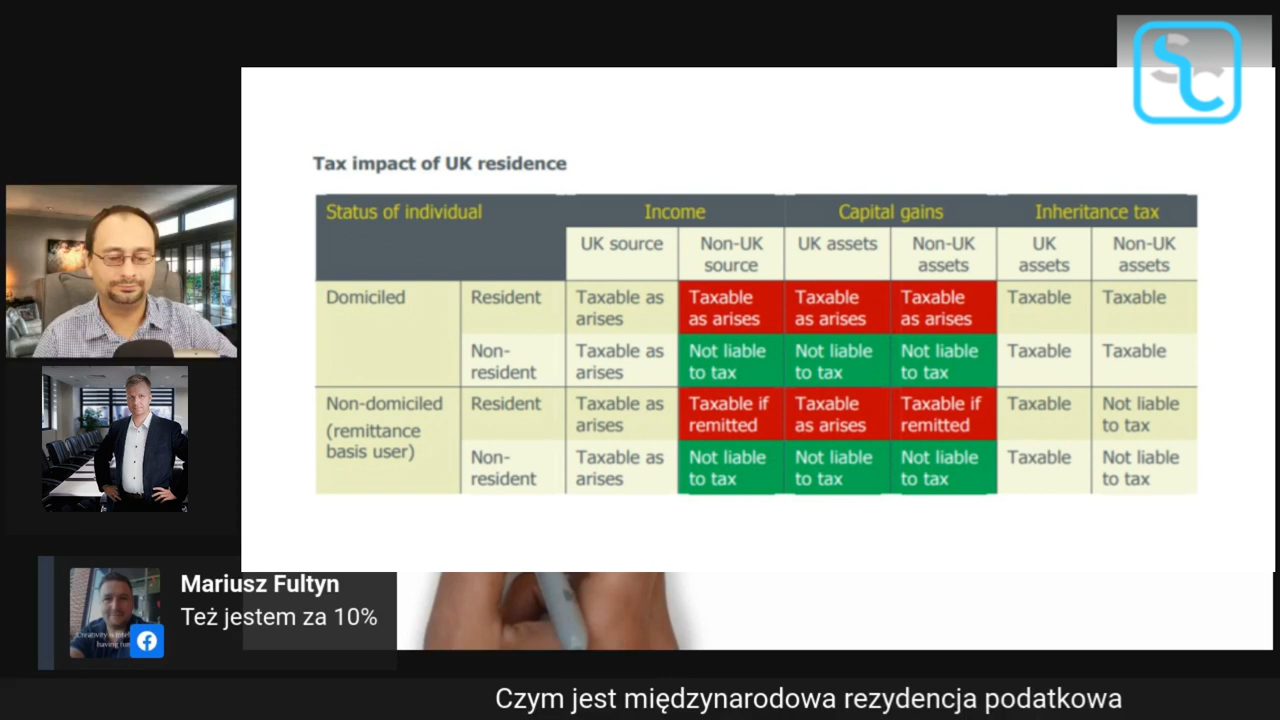 SC
Tax impact of UK residence
Status of individual Income Capital gains Inheritance tax
UK source Non-UK source UK assets Non-UK assets UK assets Non-UK assets
Domiciled Resident Taxable as arises Taxable as arises Taxable as arises Taxable as arises Taxable Taxable
Non-resident Taxable as arises Not liable to tax Not liable to tax Not liable to tax Taxable Taxable
Non-domiciled (remittance basis user) Resident Taxable as arises Taxable if remitted Taxable as arises Taxable if remitted Taxable Not liable to tax
Non-resident Taxable as arises Not liable to tax Not liable to tax Not liable to tax Taxable Not liable to tax
Mariusz Fultyn
Też jestem za 10%
having fun
Czym jest międzynarodowa rezydencja podatkowa